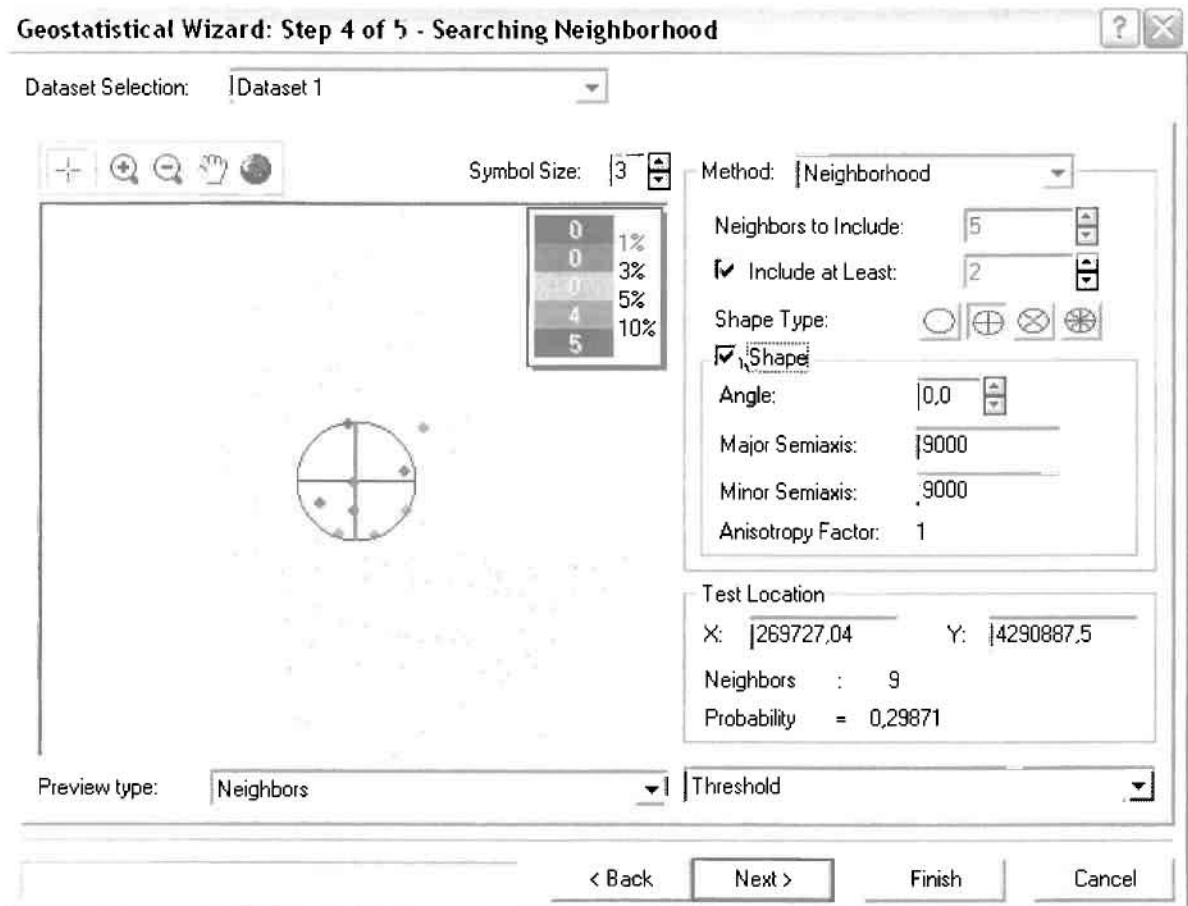 Geostatistical Wizard: Step 4 of 5 - Searching Neighborhood
Dataset Selection: Dataset 1
Symbol Size: 3
0
0
0
4
5
1%
3%
5%
10%
Method: Neighborhood
Neighbors to Include: 5
Include at Least: 2
Shape Type:
Shape
Angle: 0,0
Major Semiaxis: 9000
Minor Semiaxis: 9000
Anisotropy Factor: 1
Test Location
X: 269727,04 Y: 4290887,5
Neighbors : 9
Probability = 0,29871
Preview type: Neighbors
Threshold
< Back Next > Finish Cancel